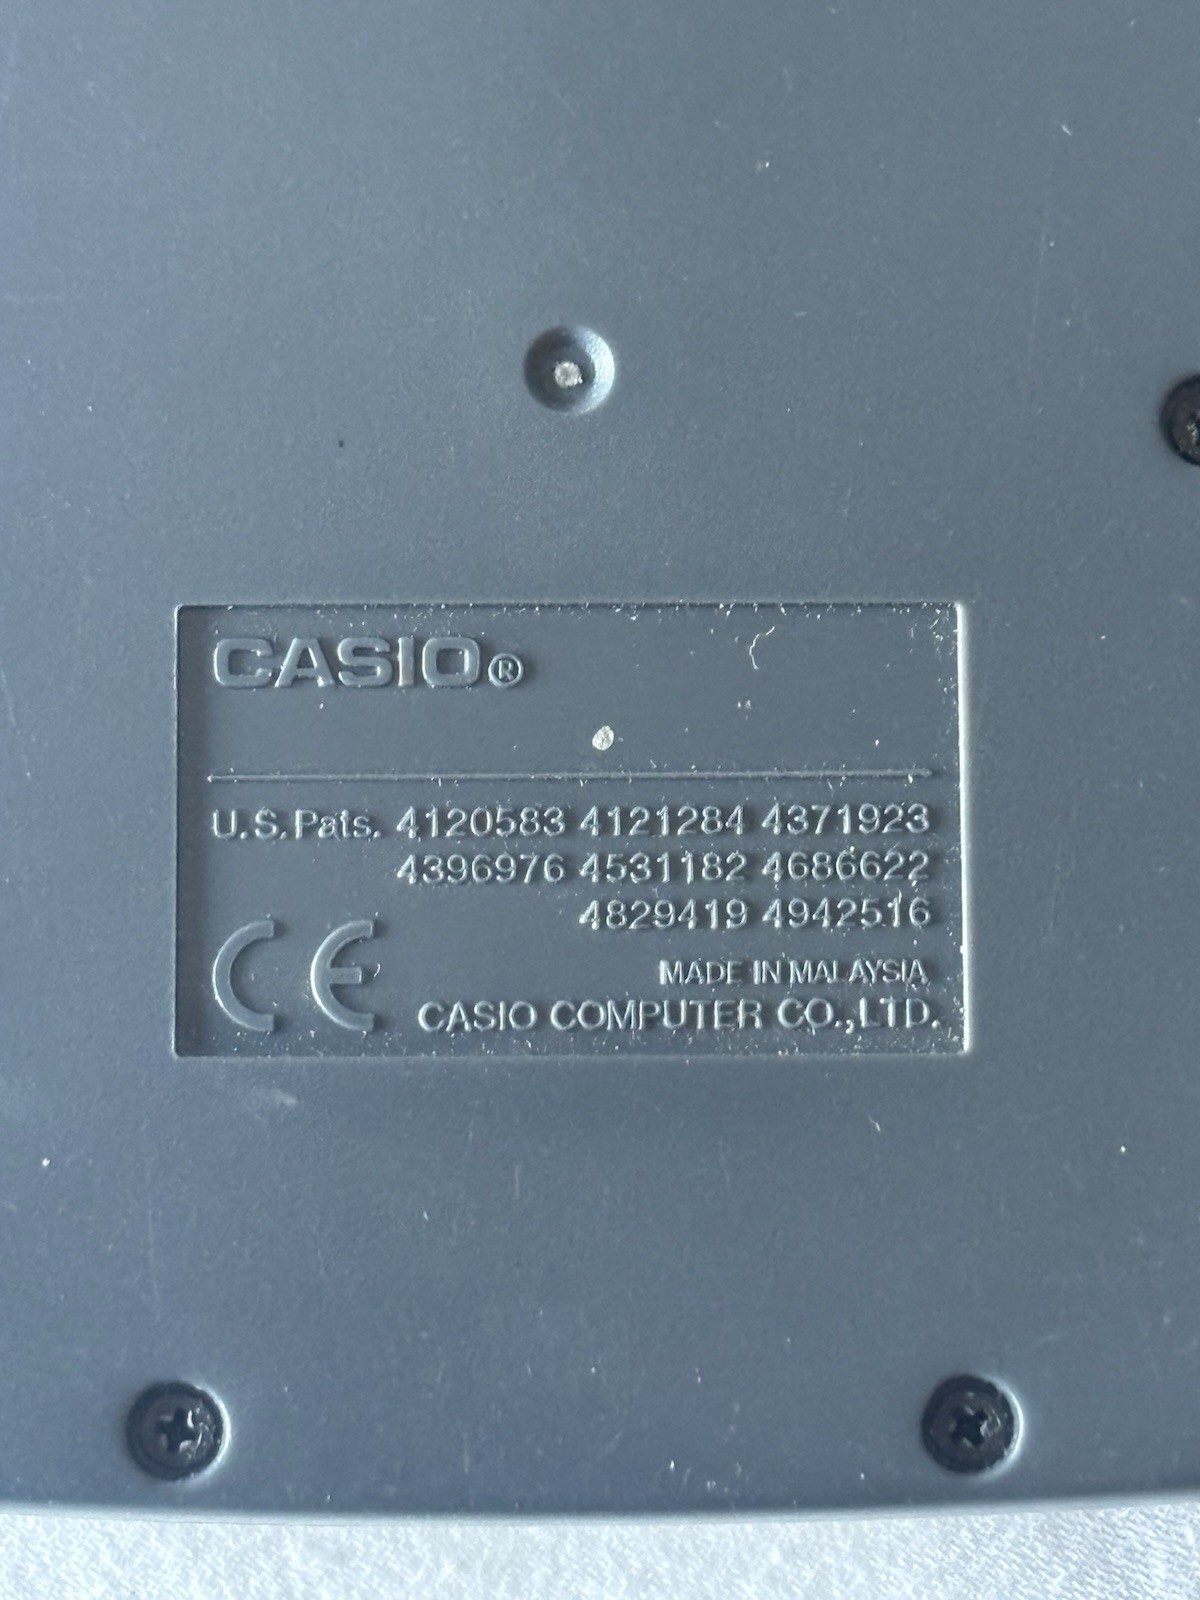 CASIO®
U.S. Pats. 4120583 4121284 4371923
4396976 4531182 4686622
4829419 4942516
CE
MADE IN MALAYSIA
CASIO COMPUTER CO., LTD.